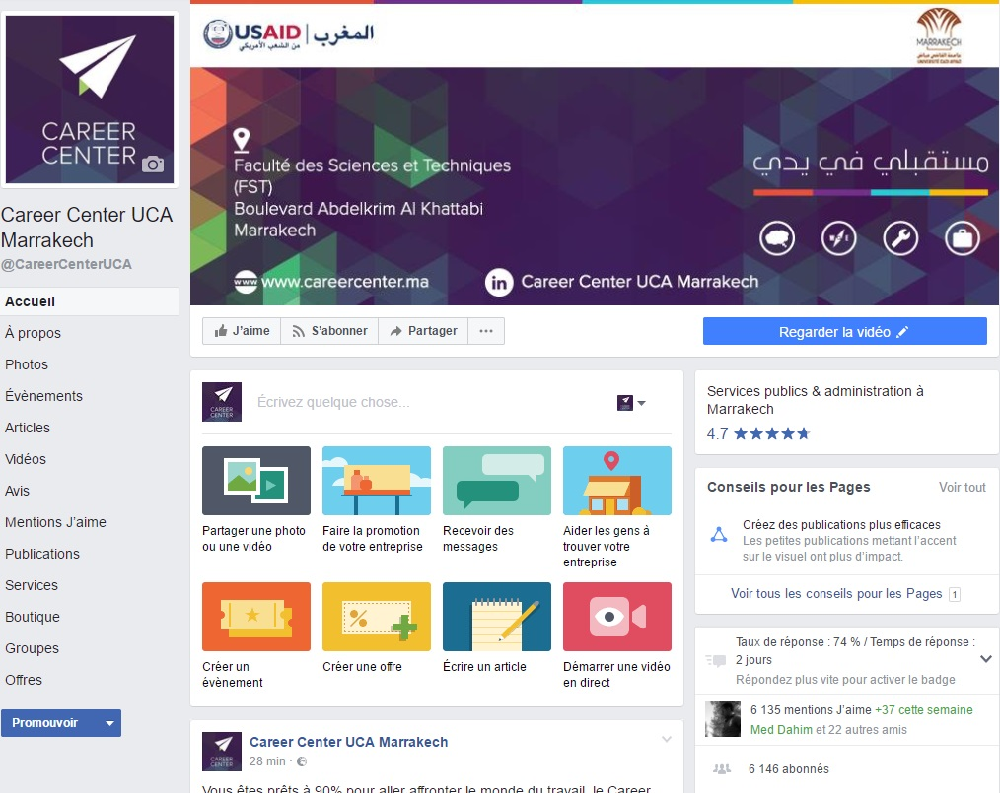 CAREER
CENTER
Career Center UCA
Marrakech
@CareerCenterUCA
Accueil
À propos
Photos
Évènements
Articles
Vidéos
Avis
Mentions J’aime
Publications
Services
Boutique
Groupes
Offres
Promouvoir
USAID
من الشعب الأمريكي
المغرب
MARRAKECH
Faculté des Sciences et Techniques
(FST)
Boulevard Abdelkrim Al Khattabi
Marrakech
مستقبلي في يدي
www www.careercenter.ma
in Career Center UCA Marrakech
J’aime
S’abonner
Partager
...
Regarder la vidéo
CAREER
CENTER
Écrivez quelque chose...
Partager une photo
ou une vidéo
Faire la promotion
de votre entreprise
Recevoir des
messages
Aider les gens à
trouver votre
entreprise
Créer un
évènement
Créer une offre
Écrire un article
Démarrer une vidéo
en direct
CAREER
CENTER
Career Center UCA Marrakech
28 min ·
Vous êtes prêts à 90% pour aller affronter le monde du travail, le Career
Services publics & administration à
Marrakech
4.7
Conseils pour les Pages
Voir tout
Créez des publications plus efficaces
Les petites publications mettant l’accent
sur le visuel ont plus d’impact.
Voir tous les conseils pour les Pages 1
Taux de réponse : 74 % / Temps de réponse :
2 jours
Répondez plus vite pour activer le badge
6 135 mentions J’aime +37 cette semaine
Med Dahim et 22 autres amis
6 146 abonnés